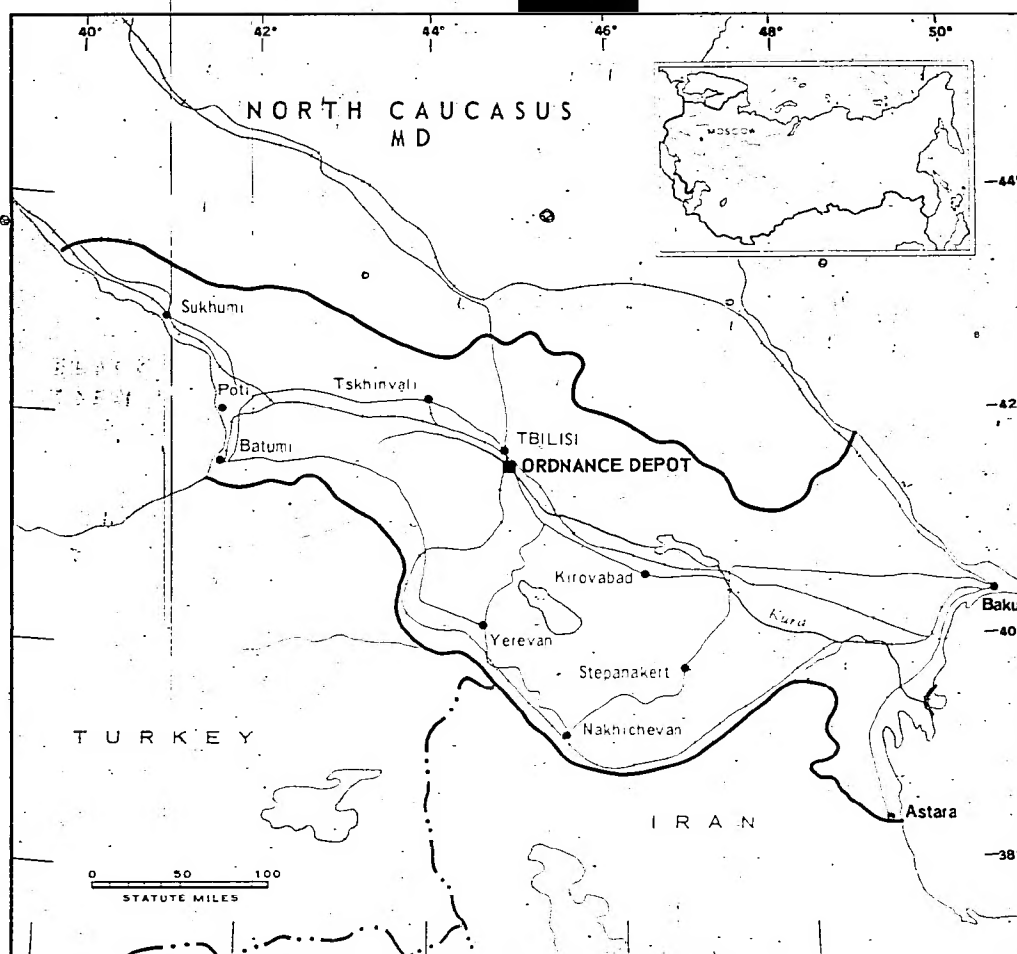 40°
42°
44°
46°
48°
50°
NORTH CAUCASUS
MD
MOSCOW
44°
Sukhumi
BLACK
Poti
Tskhinvali
42°
Batumi
TBILISI
ORDNANCE DEPOT
Kirovabad
Kura
Baku
40°
Yerevan
Stepanakert
Nakhichevan
TURKEY
IRAN
Astara
38°
0 50 100
STATUTE MILES